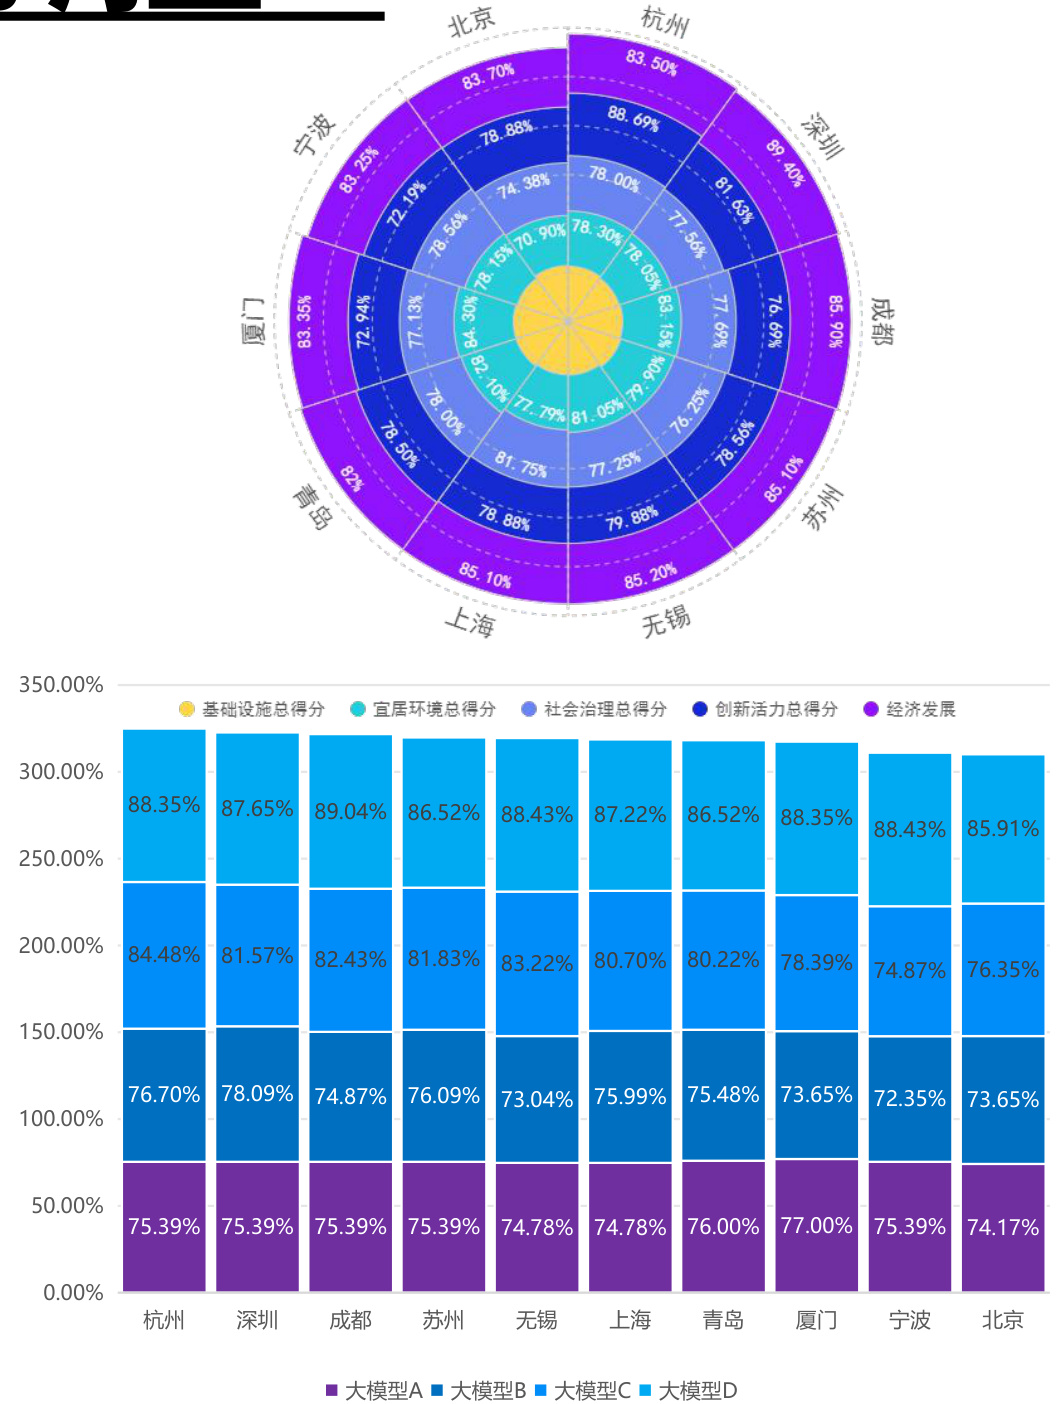 北京 杭州
83.70% 83.50%
宁波 深圳
78.88% 88.69%
83.25% 89.40%
72.19% 81.63%
74.38% 78.00%
78.56% 77.56%
70.90% 78.30%
78.15% 78.05%
厦门 83.35% 72.94% 77.13% 84.30% 83.15% 77.69% 76.69% 85.90% 成都
82.10% 79.90%
77.79% 81.05%
78.00% 76.25%
81.75% 77.25%
78.50% 78.56%
82% 85.10%
青岛 苏州
78.88% 79.88%
85.10% 85.20%
上海 无锡
350.00%
基础设施总得分 宜居环境总得分 社会治理总得分 创新活力总得分 经济发展
300.00%
88.35% 87.65% 89.04% 86.52% 88.43% 87.22% 86.52% 88.35% 88.43% 85.91%
250.00%
200.00%
84.48% 81.57% 82.43% 81.83% 83.22% 80.70% 80.22% 78.39% 74.87% 76.35%
150.00%
76.70% 78.09% 74.87% 76.09% 73.04% 75.99% 75.48% 73.65% 72.35% 73.65%
100.00%
50.00%
75.39% 75.39% 75.39% 75.39% 74.78% 74.78% 76.00% 77.00% 75.39% 74.17%
0.00%
杭州 深圳 成都 苏州 无锡 上海 青岛 厦门 宁波 北京
大模型A 大模型B 大模型C 大模型D